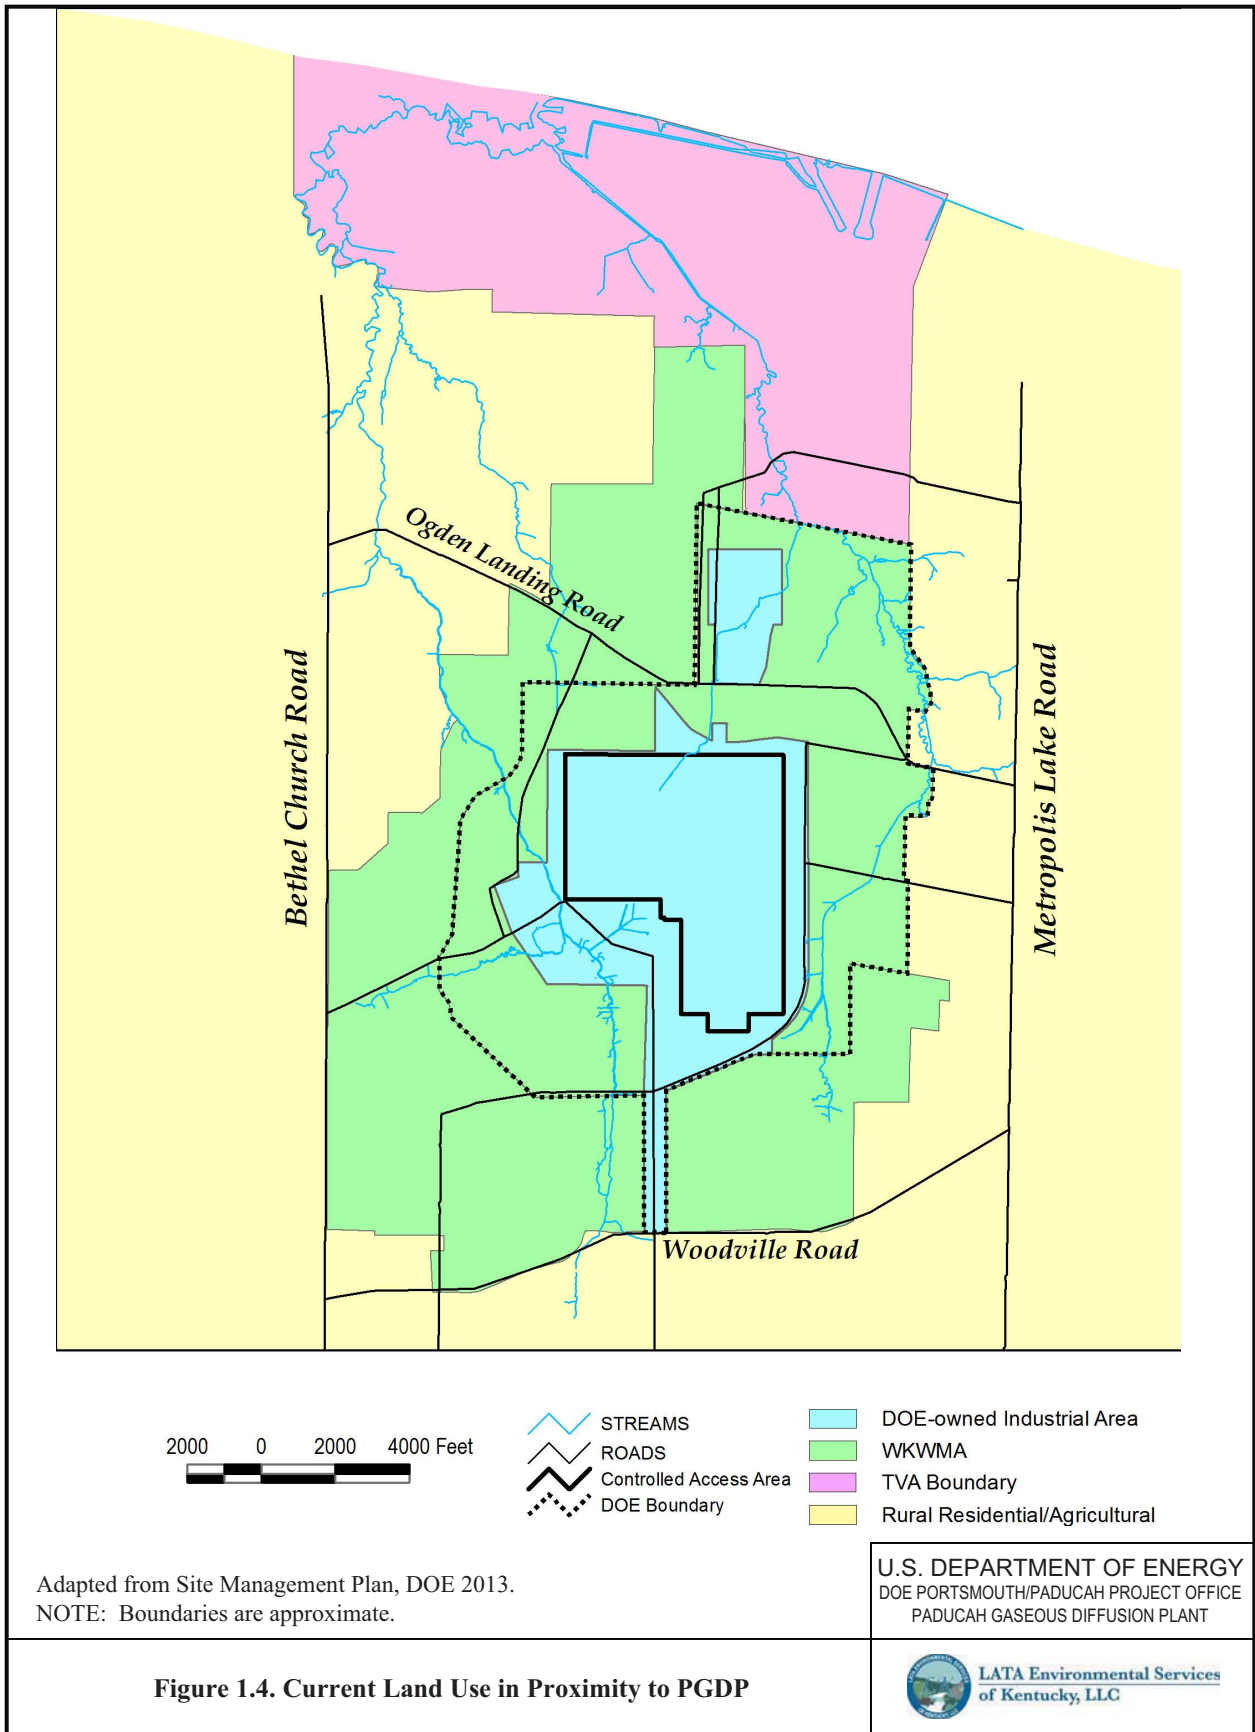 Ogden Landing Road
Bethel Church Road
Metropolis Lake Road
Woodville Road
2000 0 2000 4000 Feet
STREAMS
ROADS
Controlled Access Area
DOE Boundary
DOE-owned Industrial Area
WKWMA
TVA Boundary
Rural Residential/Agricultural
Adapted from Site Management Plan, DOE 2013.
NOTE: Boundaries are approximate.
U.S. DEPARTMENT OF ENERGY
DOE PORTSMOUTH/PADUCAH PROJECT OFFICE
PADUCAH GASEOUS DIFFUSION PLANT
Figure 1.4. Current Land Use in Proximity to PGDP
LATA Environmental Services
of Kentucky, LLC